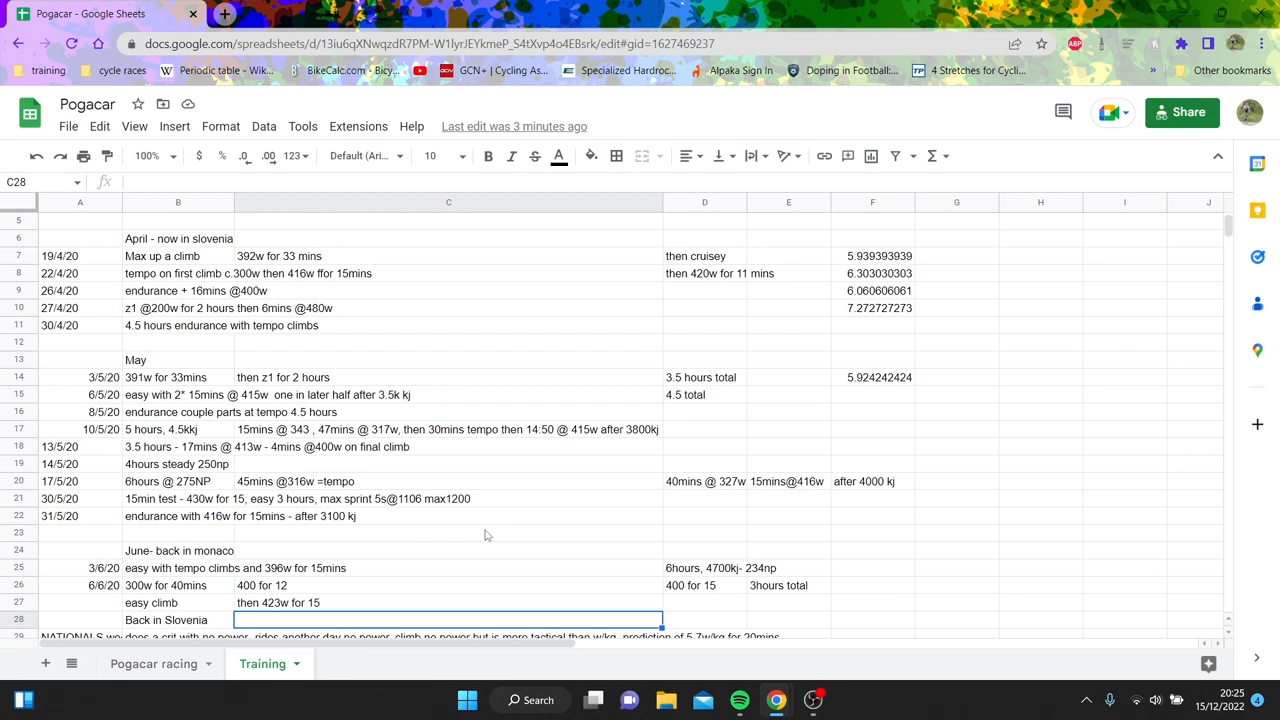 Pogacar - Google Sheets
docs.google.com/spreadsheets/d/13iu6qXNwqzdR7PM-W1lyrJEYkmeP_S4tXvp4o4EBsrk/edit#gid=1627469237
training cycle races Periodic table - Wik... BikeCalc.com - Bicy... GCN+ | Cycling As... Specialized Hardroc... Alpaka Sign In Doping in Football:... 4 Stretches for Cycli... » Other bookmarks
Pogacar
Share
File Edit View Insert Format Data Tools Extensions Help Last edit was 3 minutes ago
100% $ % .0 .00 123 Default (Ari... 10
C28 fx
A B C D E F G H I J
5
6 April - now in slovenia
7 19/4/20 Max up a climb 392w for 33 mins then cruisey 5.939393939
8 22/4/20 tempo on first climb c.300w then 416w ffor 15mins then 420w for 11 mins 6.303030303
9 26/4/20 endurance + 16mins @400w 6.060606061
10 27/4/20 z1 @200w for 2 hours then 6mins @480w 7.272727273
11 30/4/20 4.5 hours endurance with tempo climbs
12
13 May
14 3/5/20 391w for 33mins then z1 for 2 hours 3.5 hours total 5.924242424
15 6/5/20 easy with 2* 15mins @ 415w one in later half after 3.5k kj 4.5 total
16 8/5/20 endurance couple parts at tempo 4.5 hours
17 10/5/20 5 hours, 4.5kkj 15mins @ 343 , 47mins @ 317w, then 30mins tempo then 14:50 @ 415w after 3800kj
18 13/5/20 3.5 hours - 17mins @ 413w - 4mins @400w on final climb
19 14/5/20 4hours steady 250np
20 17/5/20 6hours @ 275NP 45mins @316w =tempo 40mins @ 327w 15mins@416w after 4000 kj
21 30/5/20 15min test - 430w for 15, easy 3 hours, max sprint 5s@1106 max1200
22 31/5/20 endurance with 416w for 15mins - after 3100 kj
23
24 June- back in monaco
25 3/6/20 easy with tempo climbs and 396w for 15mins 6hours, 4700kj- 234np
26 6/6/20 300w for 40mins 400 for 12 400 for 15 3hours total
27 easy climb then 423w for 15
28 Back in Slovenia
29 NATIONALS we does a crit with no power, rides another day no power, climb no power but is more tactical than w/kg, prediction of 5.7w/kg for 20mins
Pogacar racing Training
Search
20:25
15/12/2022
4